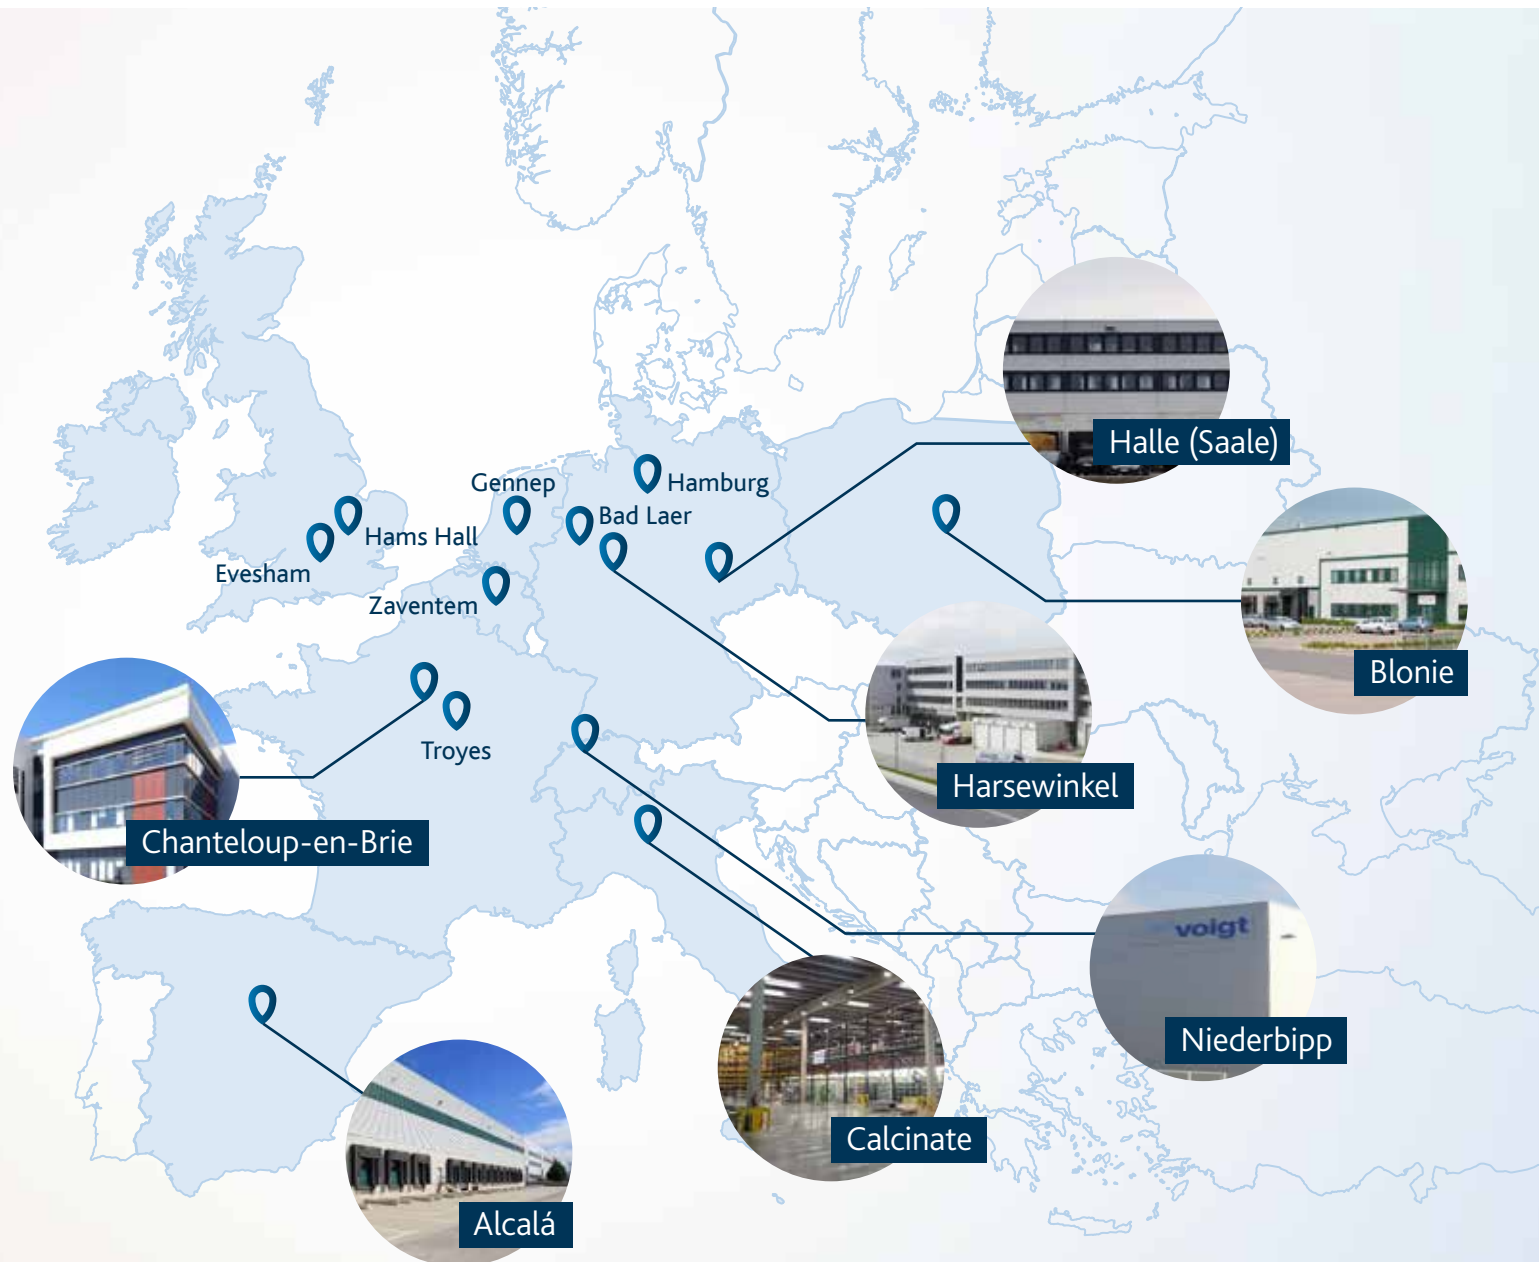 Halle (Saale)
Gennep
Hamburg
Bad Laer
Hams Hall
Evesham
Zaventem
Blonie
Troyes
Harsewinkel
Chanteloup-en-Brie
voigt
Niederbipp
Calcinate
Alcalá